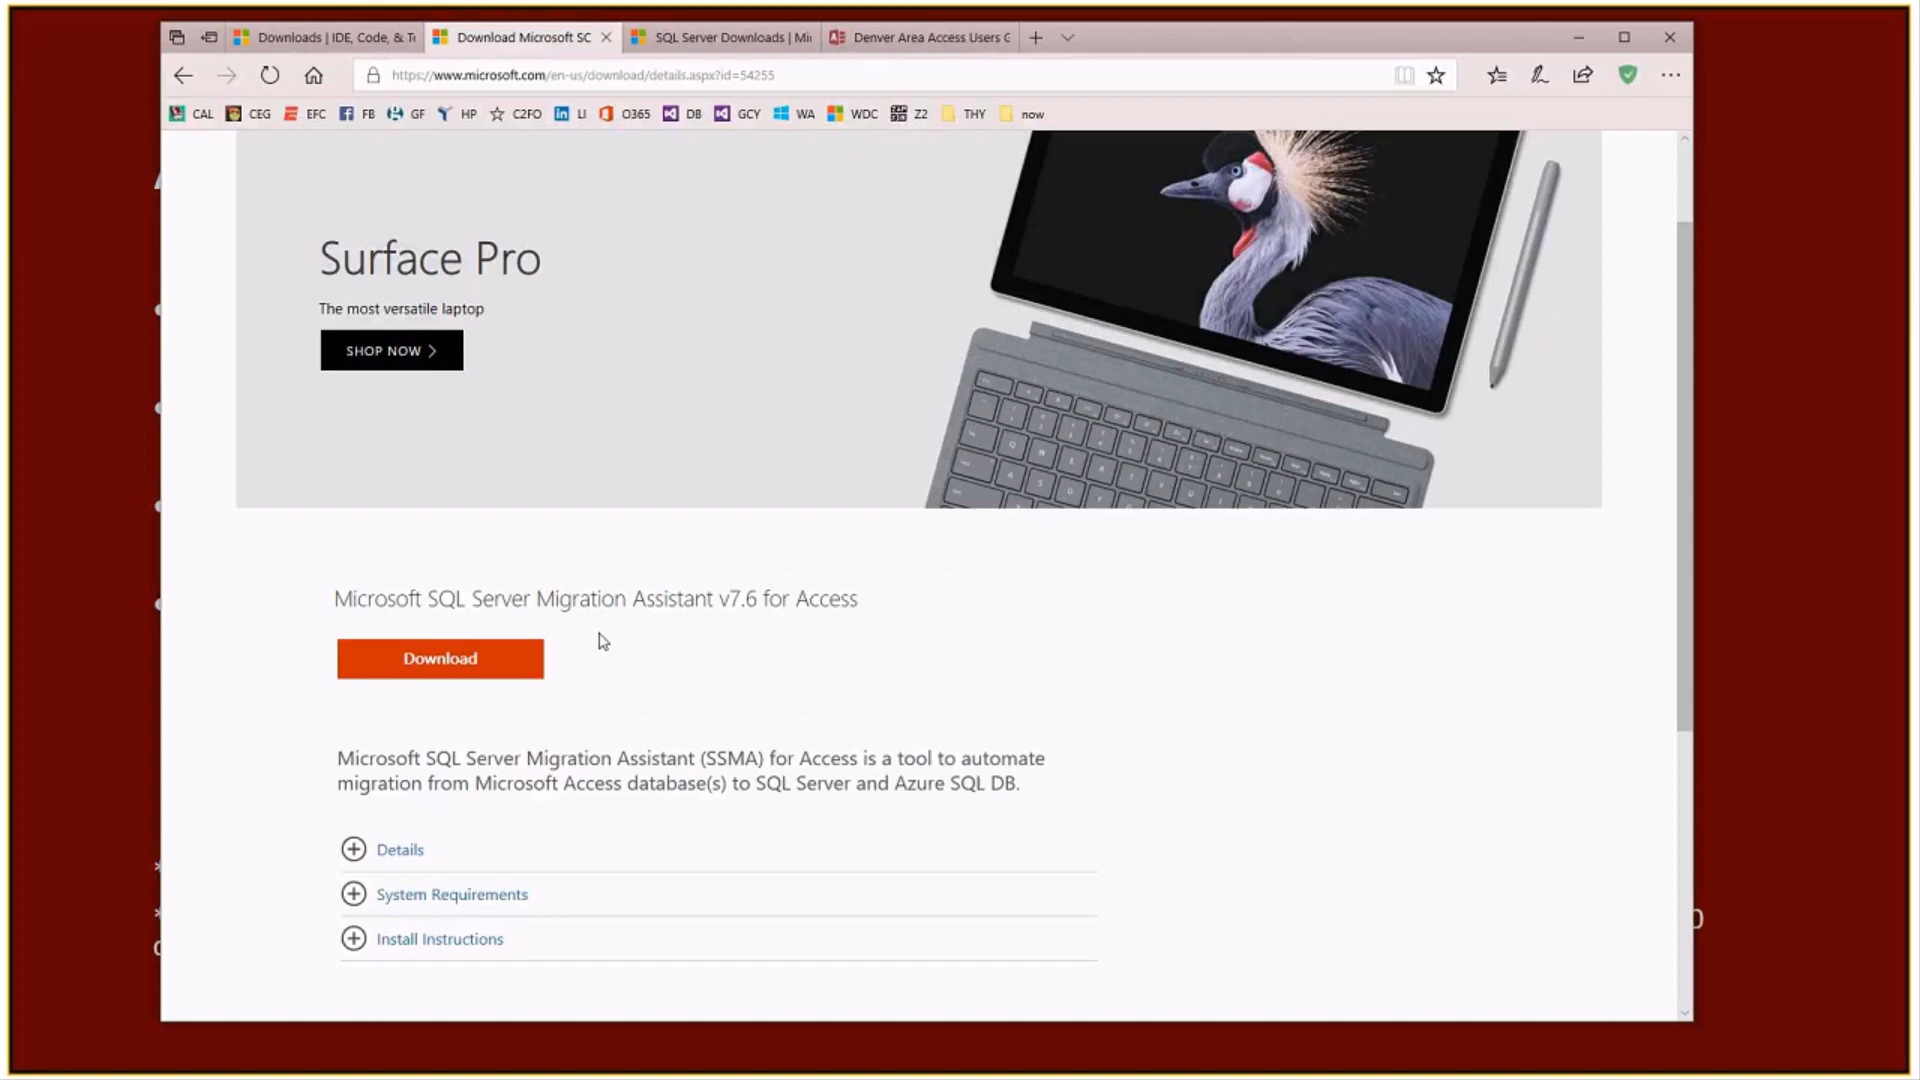 Downloads | IDE, Code, & T
Download Microsoft SC
SQL Server Downloads | Mi
Denver Area Access Users G
https://www.microsoft.com/en-us/download/details.aspx?id=54255
CAL CEG EFC FB GF HP C2FO LI O365 DB GCY WA WDC Z2 THY now
Surface Pro
The most versatile laptop
SHOP NOW
Microsoft SQL Server Migration Assistant v7.6 for Access
Download
Microsoft SQL Server Migration Assistant (SSMA) for Access is a tool to automate
migration from Microsoft Access database(s) to SQL Server and Azure SQL DB.
Details
System Requirements
Install Instructions